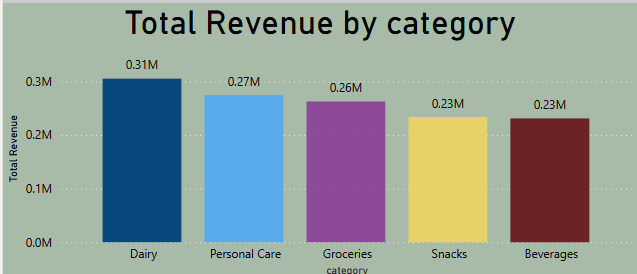 Total Revenue by category
0.31M
0.27M
0.26M
0.23M
0.23M
0.3M
0.2M
0.1M
0.0M
Total Revenue
Dairy
Personal Care
Groceries
Snacks
Beverages
category